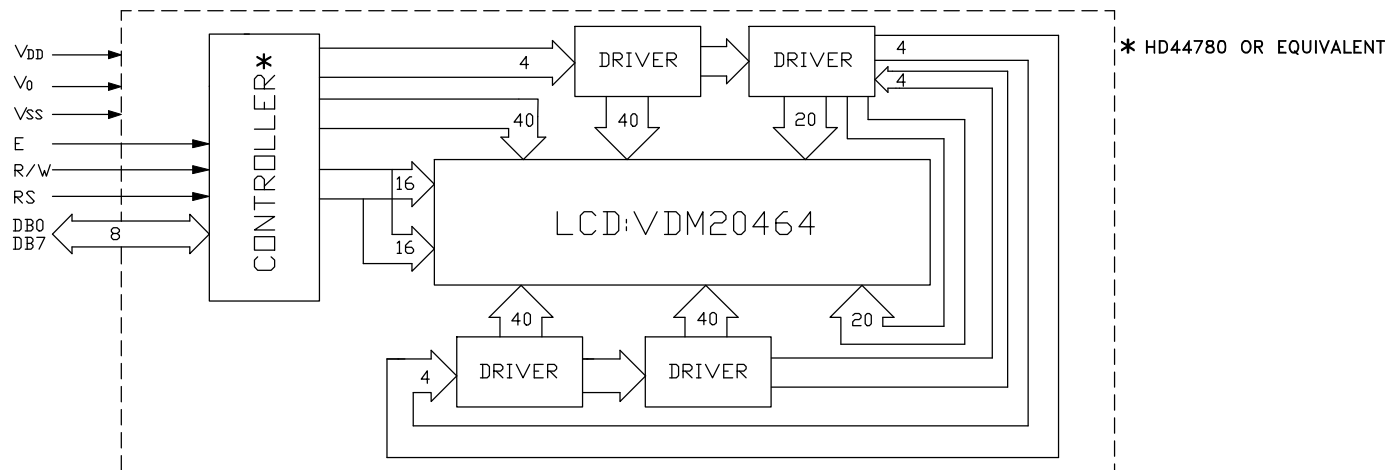 VDD
V0
VSS
E
R/W
RS
DB0
DB7
8
CONTROLLER*
4
DRIVER
DRIVER
4
4
40
40
20
16
16
LCD:VDM20464
40
40
20
4
DRIVER
DRIVER
* HD44780 OR EQUIVALENT